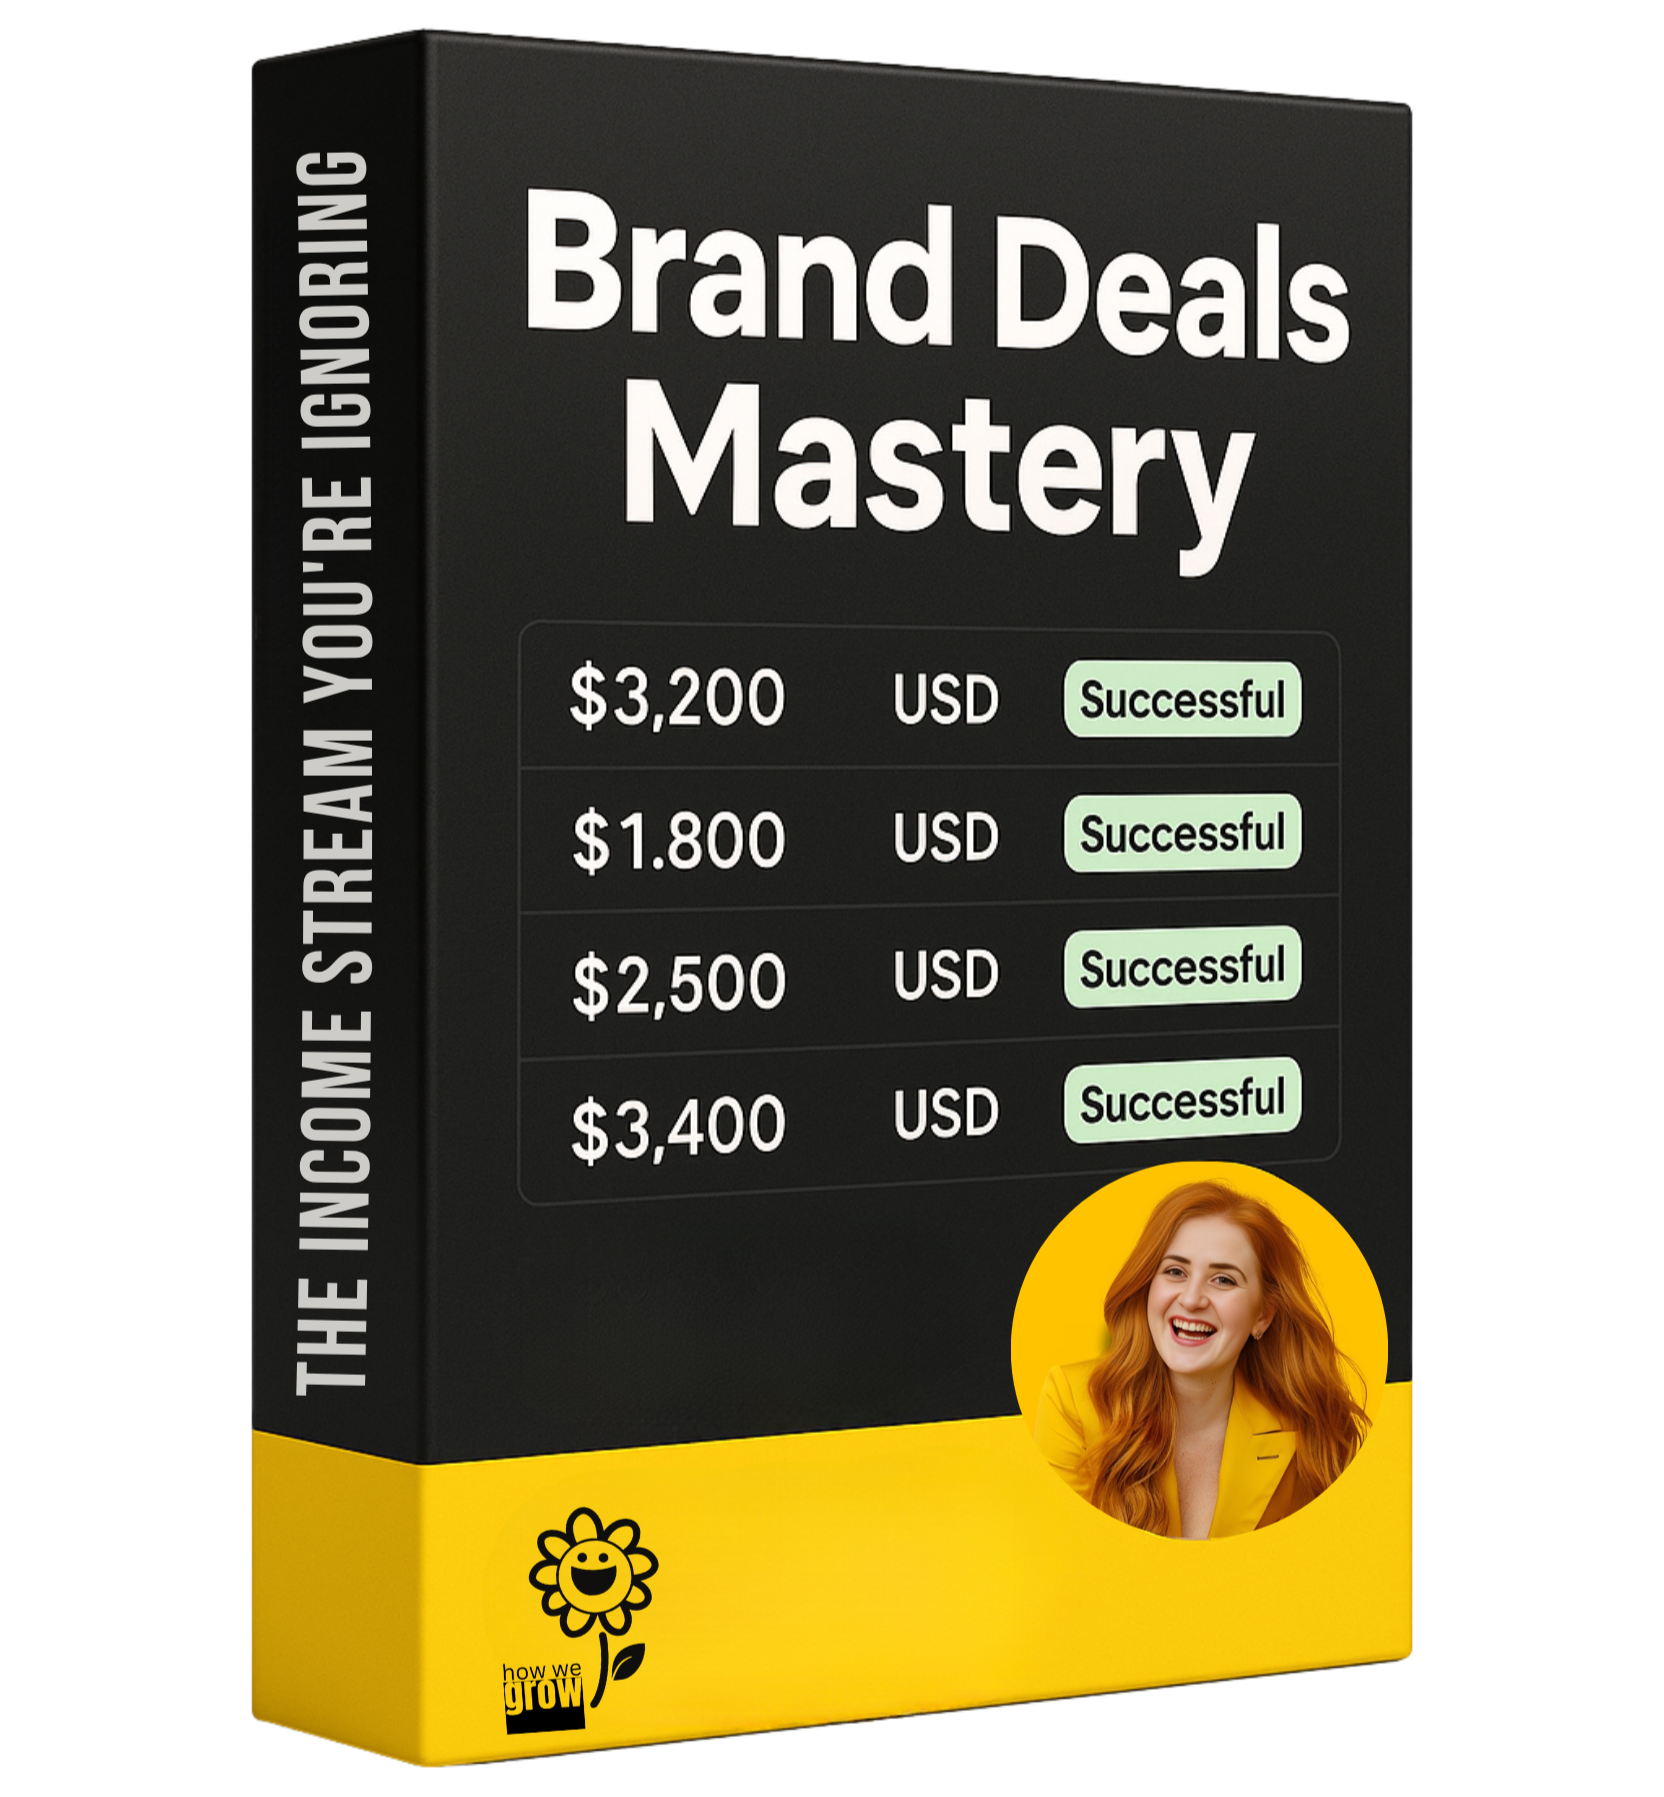 THE INCOME STREAM YOU'RE IGNORING
Brand Deals
Mastery
$3,200 USD Successful
$1.800 USD Successful
$2,500 USD Successful
$3,400 USD Successful
how we
grow